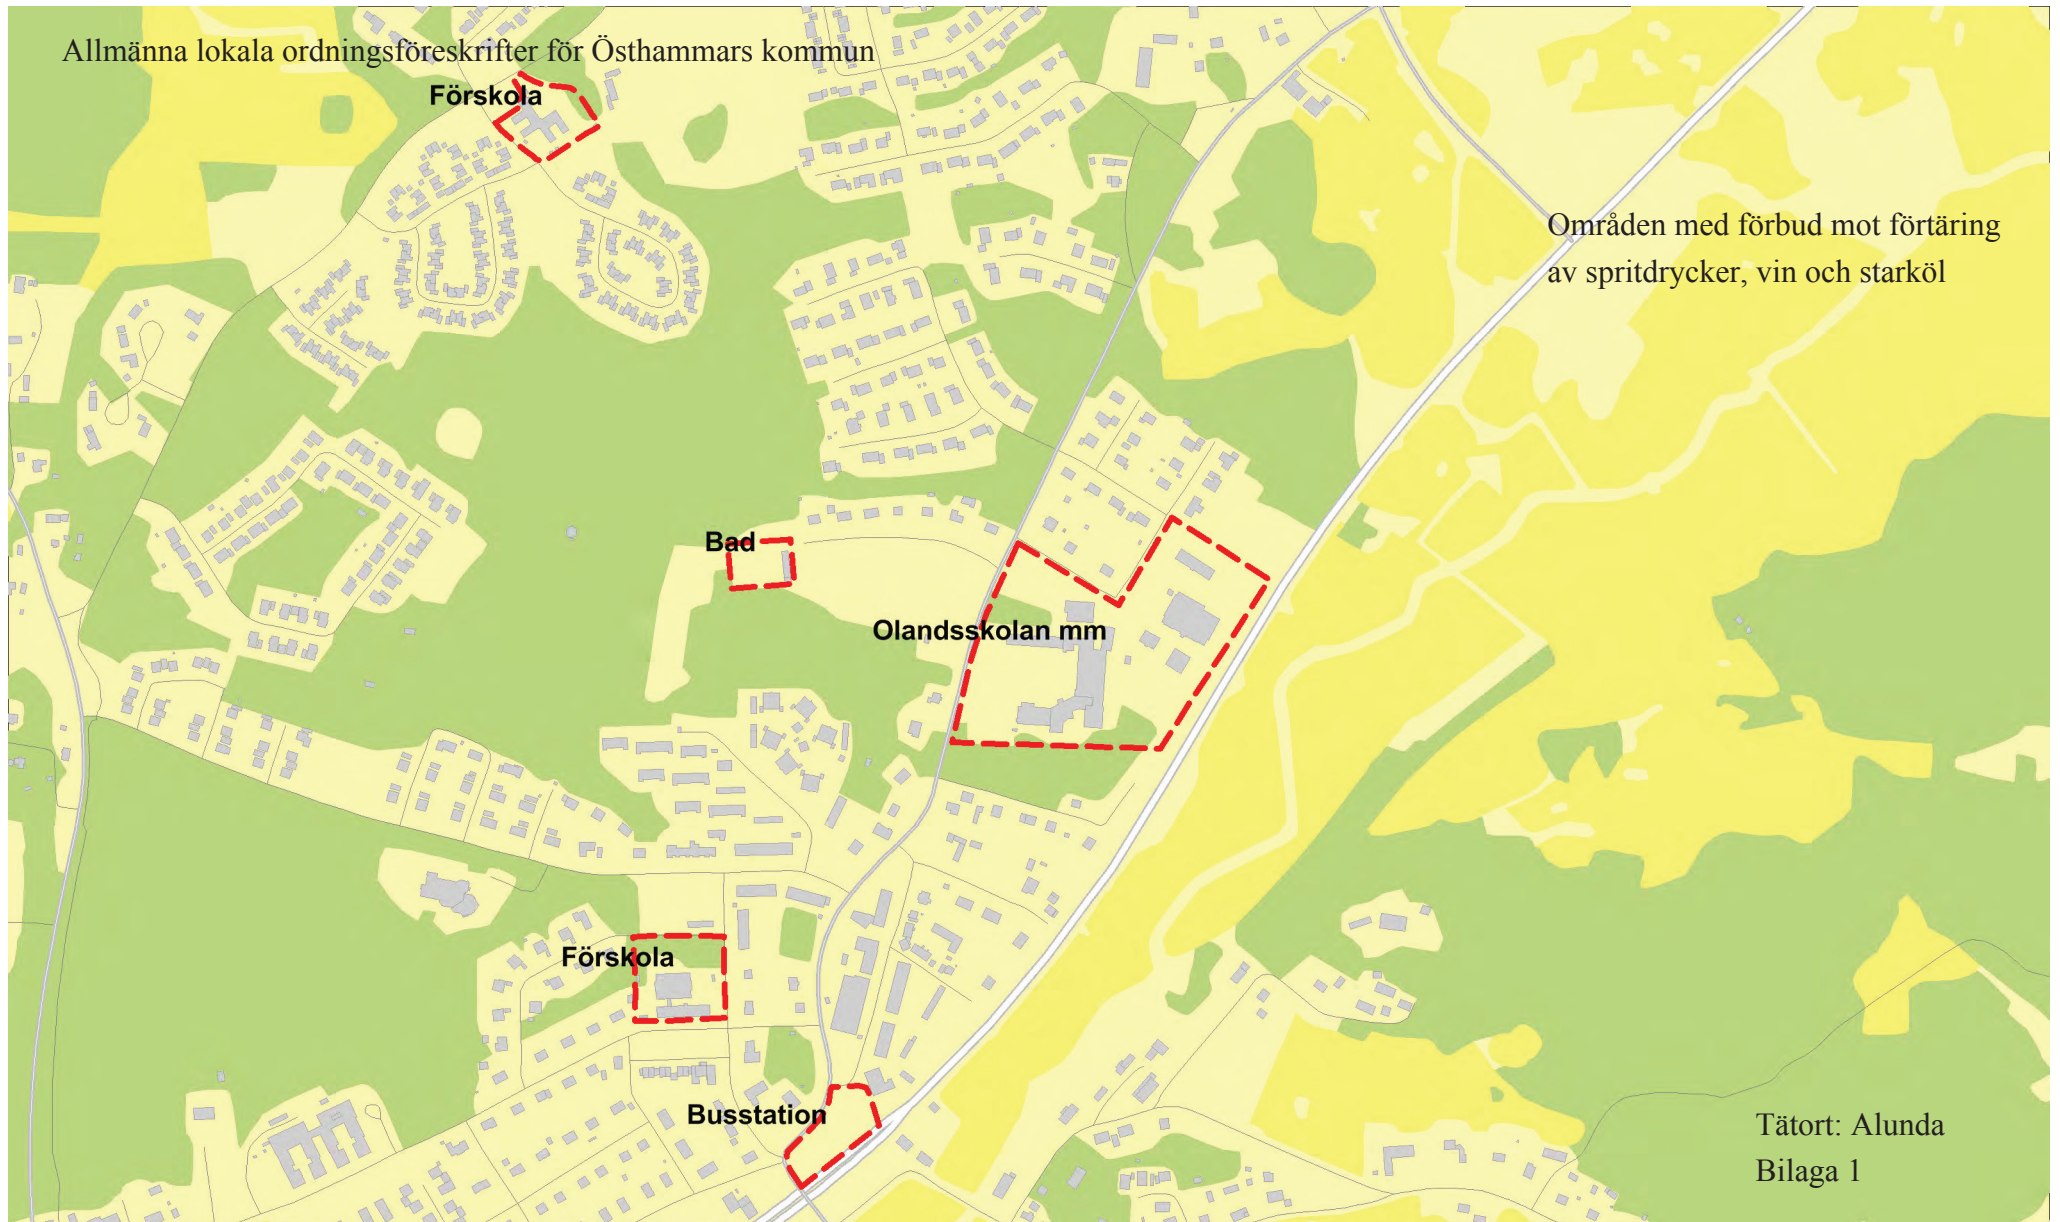 Allmänna lokala ordningsföreskrifter för Östhammars kommun
Förskola
Områden med förbud mot förtäring
av spritdrycker, vin och starköl
Bad
Olandsskolan mm
Förskola
Busstation
Tätort: Alunda
Bilaga 1